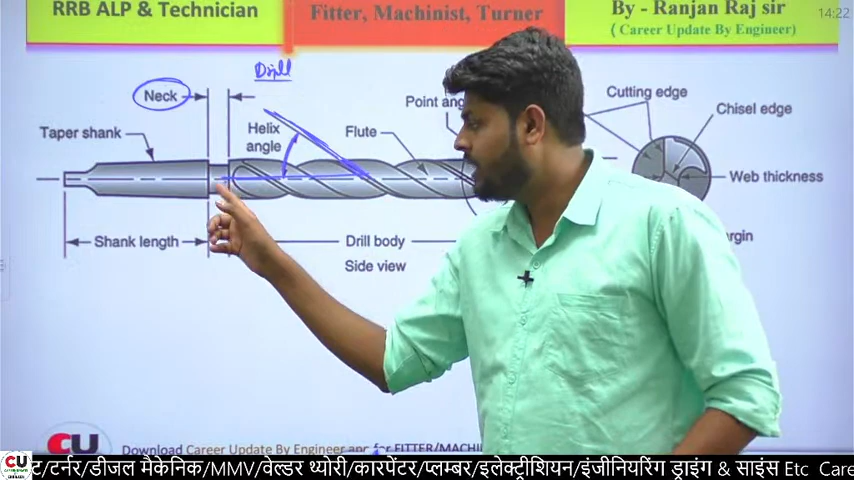 RRB ALP & Technician
Fitter, Machinist, Turner
By - Ranjan Raj sir
( Career Update By Engineer)
14:22
Drill
Neck
Taper shank
Helix
angle
Flute
Point ang
Cutting edge
Chisel edge
Web thickness
rgin
Shank length
Drill body
Side view
CU
Download Career Update By Engineer app for FITTER/MACHI
CU
ट/टर्नर/डीजल मैकेनिक/MMV/वेल्डर थ्योरी/कारपेंटर/प्लम्बर/इलेक्ट्रीशियन/इंजीनियरिंग ड्राइंग & साइंस Etc Care